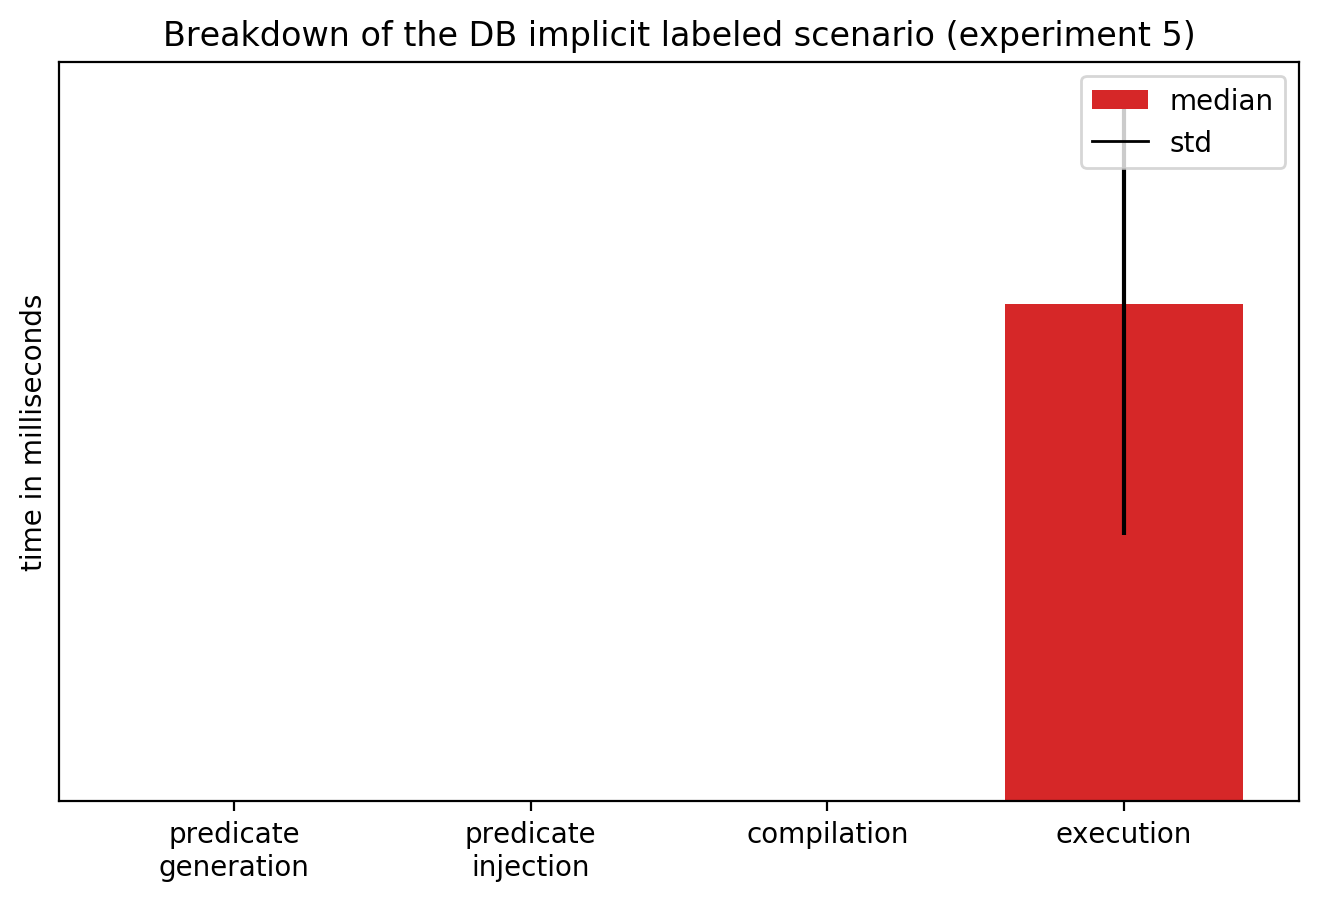 Breakdown of the DB implicit labeled scenario (experiment 5)
median
std
time in milliseconds
predicate
generation
predicate
injection
compilation
execution